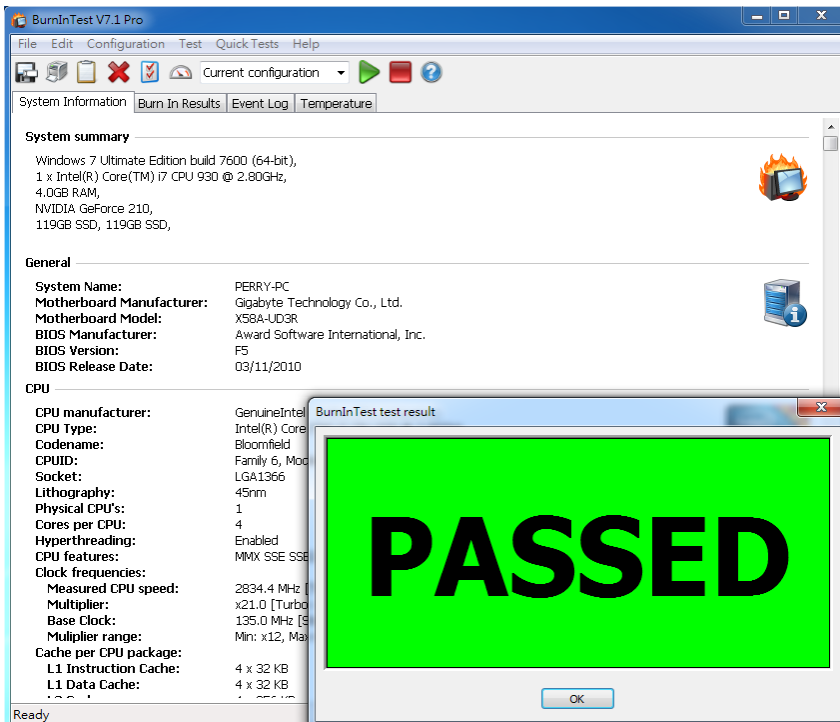 BurnInTest V7.1 Pro
File Edit Configuration Test Quick Tests Help
Current configuration
System Information Burn In Results Event Log Temperature
System summary
Windows 7 Ultimate Edition build 7600 (64-bit),
1 x Intel(R) Core(TM) i7 CPU 930 @ 2.80GHz,
4.0GB RAM,
NVIDIA GeForce 210,
119GB SSD, 119GB SSD,
General
System Name: PERRY-PC
Motherboard Manufacturer: Gigabyte Technology Co., Ltd.
Motherboard Model: X58A-UD3R
BIOS Manufacturer: Award Software International, Inc.
BIOS Version: F5
BIOS Release Date: 03/11/2010
CPU
CPU manufacturer: GenuineIntel
CPU Type: Intel(R) Core
Codename: Bloomfield
CPUID: Family 6,
Socket: LGA1366
Lithography: 45nm
Physical CPU's: 1
Cores per CPU: 4
Hyperthreading: Enabled
CPU features: MMX SSE
Clock frequencies:
Measured CPU speed: 2834.4 MHz
Multiplier: x21.0 [Turbo
Base Clock: 135.0 MHz
Muliplier range: Min: x12,
Cache per CPU package:
L1 Instruction Cache: 4 x 32 KB
L1 Data Cache: 4 x 32 KB
Ready
BurnInTest test result
PASSED
OK